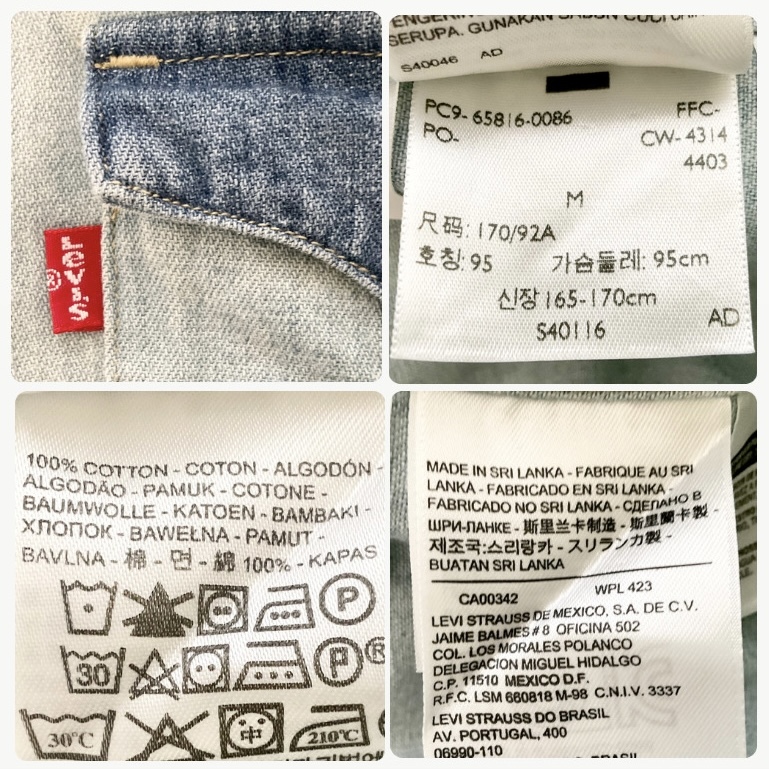 LEVI'S
®
SERUPA. GUNAKAN SABUN CUCI
S40046 AD
PC9-65816-0086 FFC-
PO- CW-4314
4403
M
尺码: 170/92A
호칭: 95 가슴둘레: 95cm
신장 165-170cm
S40116 AD
100% COTTON - COTON - ALGODÓN -
ALGODÃO - PAMUK - COTONE -
BAUMWOLLE - KATOEN - BAMBAKI -
ХЛОПОК - BAWEŁNA - PAMUT -
BAVLNA - 棉 - 면 - 綿 100% - KAPAS
P
30 P ®
30°C 中 210°C
MADE IN SRI LANKA - FABRIQUE AU SRI
LANKA - FABRICADO EN SRI LANKA -
FABRICADO NO SRI LANKA - СДЕЛАНО В
ШРИ-ЛАНКЕ - 斯里兰卡制造 - 斯里蘭卡製 -
제조국:스리랑카 - スリランカ製 -
BUATAN SRI LANKA
CA00342 WPL 423
LEVI STRAUSS DE MEXICO, S.A. DE C.V.
JAIME BALMES # 8 OFICINA 502
COL. LOS MORALES POLANCO
DELEGACION MIGUEL HIDALGO
C.P. 11510 MEXICO D.F.
R.F.C. LSM 660818 M-98 C.N.I.V. 3337
LEVI STRAUSS DO BRASIL
AV. PORTUGAL, 400
06990-110